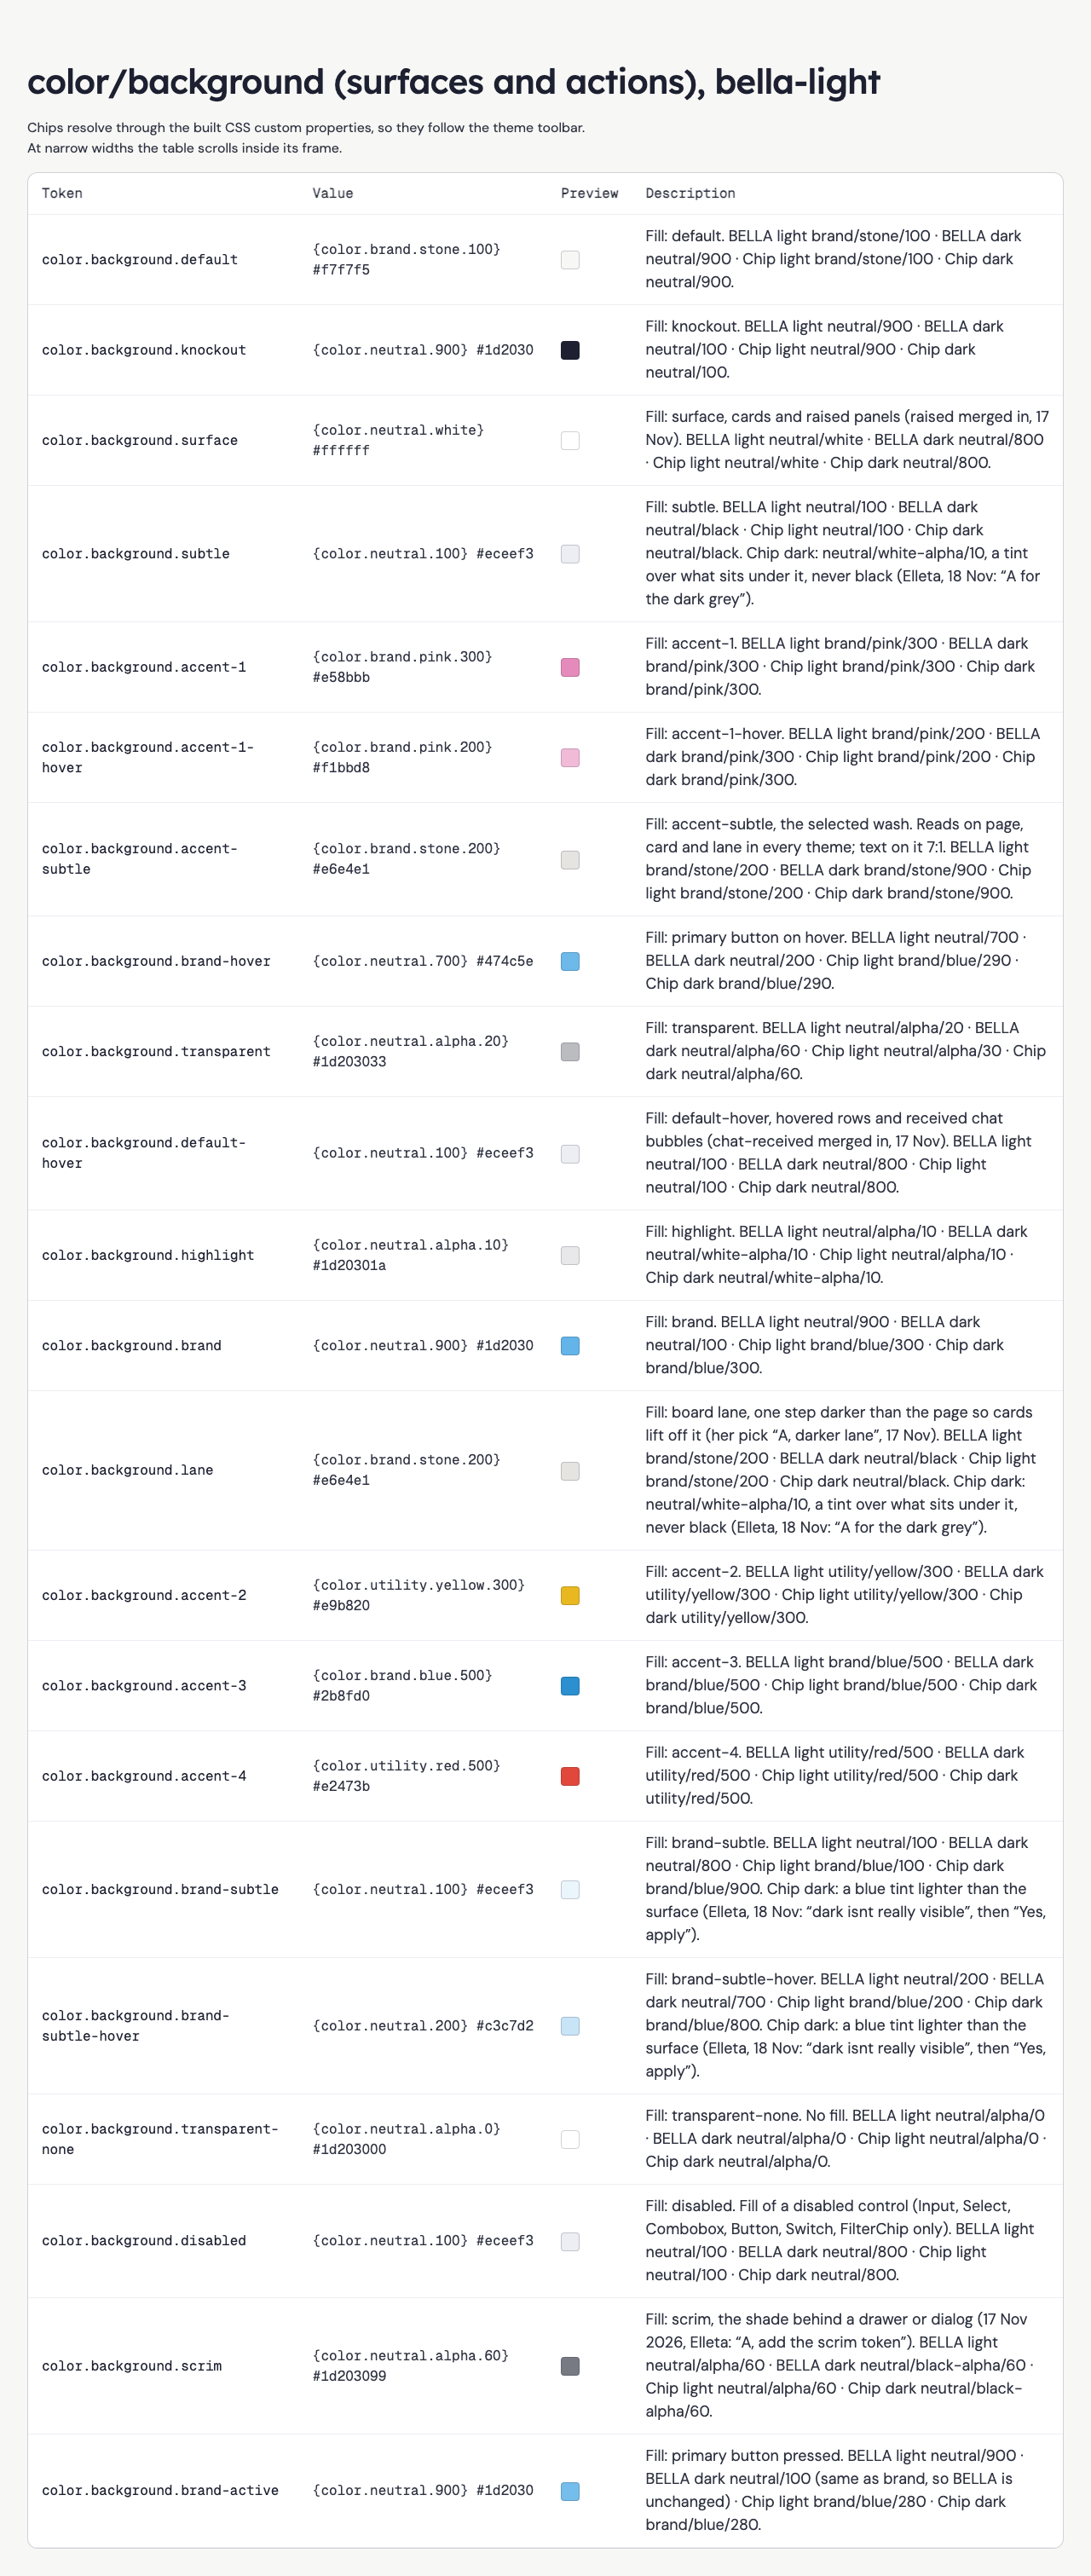 color/background (surfaces and actions), bella-light
Chips resolve through the built CSS custom properties, so they follow the theme toolbar.
At narrow widths the table scrolls inside its frame.
Token Value Preview Description
color.background.default
{color.brand.stone.100}
#f7f7f5
Fill: default. BELLA light brand/stone/100 · BELLA dark
neutral/900 · Chip light brand/stone/100 · Chip dark
neutral/900.
color.background.knockout
{color.neutral.900} #1d2030
Fill: knockout. BELLA light neutral/900 · BELLA dark
neutral/100 · Chip light neutral/900 · Chip dark
neutral/100.
color.background.surface
{color.neutral.white}
#ffffff
Fill: surface, cards and raised panels (raised merged in, 17
Nov). BELLA light neutral/white · BELLA dark neutral/800
· Chip light neutral/white · Chip dark neutral/800.
color.background.subtle
{color.neutral.100} #eceef3
Fill: subtle. BELLA light neutral/100 · BELLA dark
neutral/black · Chip light neutral/100 · Chip dark
neutral/black. Chip dark: neutral/white-alpha/10, a tint
over what sits under it, never black (Elleta, 18 Nov: “A for
the dark grey”).
color.background.accent-1
{color.brand.pink.300}
#e58bbb
Fill: accent-1. BELLA light brand/pink/300 · BELLA dark
brand/pink/300 · Chip light brand/pink/300 · Chip dark
brand/pink/300.
color.background.accent-1-
hover
{color.brand.pink.200}
#f1bbd8
Fill: accent-1-hover. BELLA light brand/pink/200 · BELLA
dark brand/pink/300 · Chip light brand/pink/200 · Chip
dark brand/pink/300.
color.background.accent-
subtle
{color.brand.stone.200}
#e6e4e1
Fill: accent-subtle, the selected wash. Reads on page,
card and lane in every theme; text on it 7:1. BELLA light
brand/stone/200 · BELLA dark brand/stone/900 · Chip
light brand/stone/200 · Chip dark brand/stone/900.
color.background.brand-hover
{color.neutral.700} #474c5e
Fill: primary button on hover. BELLA light neutral/700 ·
BELLA dark neutral/200 · Chip light brand/blue/290 ·
Chip dark brand/blue/290.
color.background.transparent
{color.neutral.alpha.20}
#1d203033
Fill: transparent. BELLA light neutral/alpha/20 · BELLA
dark neutral/alpha/60 · Chip light neutral/alpha/30 · Chip
dark neutral/alpha/60.
color.background.default-
hover
{color.neutral.100} #eceef3
Fill: default-hover, hovered rows and received chat
bubbles (chat-received merged in, 17 Nov). BELLA light
neutral/100 · BELLA dark neutral/800 · Chip light
neutral/100 · Chip dark neutral/800.
color.background.highlight
{color.neutral.alpha.10}
#1d20301a
Fill: highlight. BELLA light neutral/alpha/10 · BELLA dark
neutral/white-alpha/10 · Chip light neutral/alpha/10 ·
Chip dark neutral/white-alpha/10.
color.background.brand
{color.neutral.900} #1d2030
Fill: brand. BELLA light neutral/900 · BELLA dark
neutral/100 · Chip light brand/blue/300 · Chip dark
brand/blue/300.
color.background.lane
{color.brand.stone.200}
#e6e4e1
Fill: board lane, one step darker than the page so cards
lift off it (her pick “A, darker lane”, 17 Nov). BELLA light
brand/stone/200 · BELLA dark neutral/black · Chip light
brand/stone/200 · Chip dark neutral/black. Chip dark:
neutral/white-alpha/10, a tint over what sits under it,
never black (Elleta, 18 Nov: “A for the dark grey”).
color.background.accent-2
{color.utility.yellow.300}
#e9b820
Fill: accent-2. BELLA light utility/yellow/300 · BELLA dark
utility/yellow/300 · Chip light utility/yellow/300 · Chip
dark utility/yellow/300.
color.background.accent-3
{color.brand.blue.500}
#2b8fd0
Fill: accent-3. BELLA light brand/blue/500 · BELLA dark
brand/blue/500 · Chip light brand/blue/500 · Chip dark
brand/blue/500.
color.background.accent-4
{color.utility.red.500}
#e2473b
Fill: accent-4. BELLA light utility/red/500 · BELLA dark
utility/red/500 · Chip light utility/red/500 · Chip dark
utility/red/500.
color.background.brand-subtle
{color.neutral.100} #eceef3
Fill: brand-subtle. BELLA light neutral/100 · BELLA dark
neutral/800 · Chip light brand/blue/100 · Chip dark
brand/blue/900. Chip dark: a blue tint lighter than the
surface (Elleta, 18 Nov: “dark isnt really visible”, then “Yes,
apply”).
color.background.brand-
subtle-hover
{color.neutral.200} #c3c7d2
Fill: brand-subtle-hover. BELLA light neutral/200 · BELLA
dark neutral/700 · Chip light brand/blue/200 · Chip dark
brand/blue/800. Chip dark: a blue tint lighter than the
surface (Elleta, 18 Nov: “dark isnt really visible”, then “Yes,
apply”).
color.background.transparent-
none
{color.neutral.alpha.0}
#1d203000
Fill: transparent-none. No fill. BELLA light neutral/alpha/0
· BELLA dark neutral/alpha/0 · Chip light neutral/alpha/0 ·
Chip dark neutral/alpha/0.
color.background.disabled
{color.neutral.100} #eceef3
Fill: disabled. Fill of a disabled control (Input, Select,
Combobox, Button, Switch, FilterChip only). BELLA light
neutral/100 · BELLA dark neutral/800 · Chip light
neutral/100 · Chip dark neutral/800.
color.background.scrim
{color.neutral.alpha.60}
#1d203099
Fill: scrim, the shade behind a drawer or dialog (17 Nov
2026, Elleta: “A, add the scrim token”). BELLA light
neutral/alpha/60 · BELLA dark neutral/black-alpha/60 ·
Chip light neutral/alpha/60 · Chip dark neutral/black-
alpha/60.
color.background.brand-active
{color.neutral.900} #1d2030
Fill: primary button pressed. BELLA light neutral/900 ·
BELLA dark neutral/100 (same as brand, so BELLA is
unchanged) · Chip light brand/blue/280 · Chip dark
brand/blue/280.